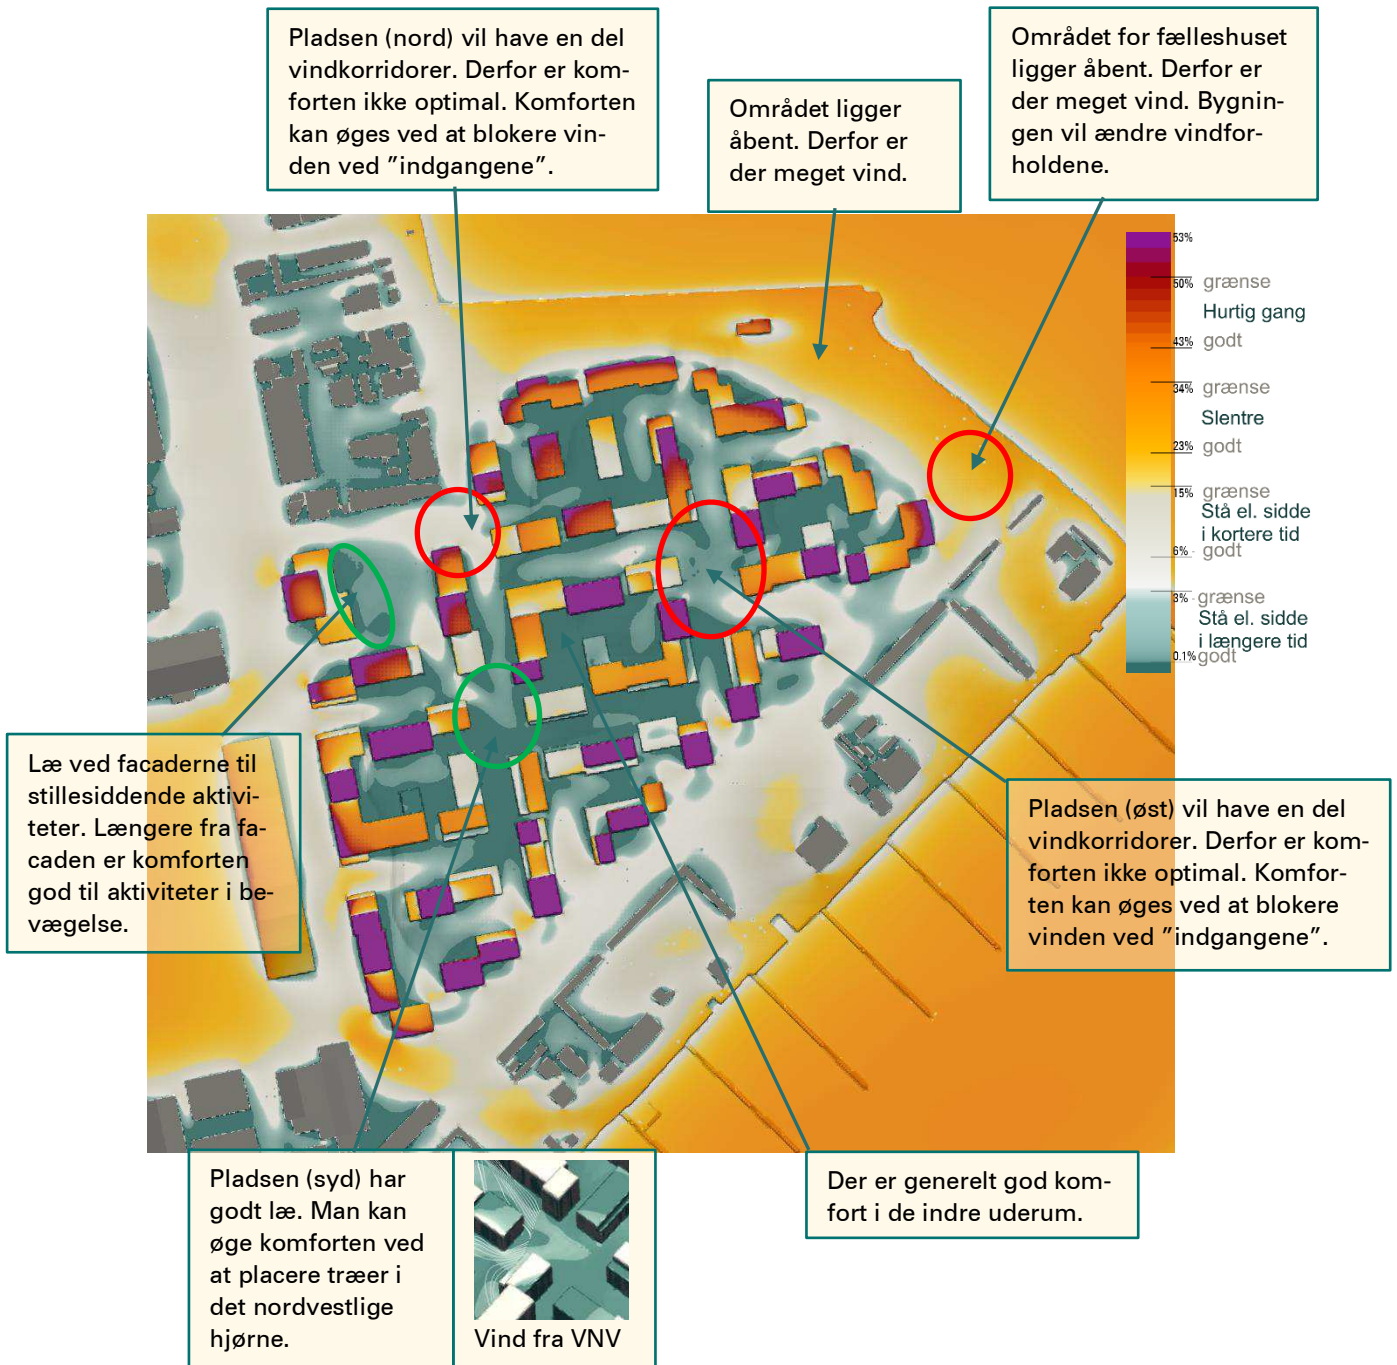 Pladsen (nord) vil have en del
vindkorridorer. Derfor er kom-
forten ikke optimal. Komforten
kan øges ved at blokere vin-
den ved ”indgangene”.
Området ligger
åbent. Derfor er
der meget vind.
Området for fælleshuset
ligger åbent. Derfor er
der meget vind. Bygnin-
gen vil ændre vindfor-
holdene.
53%
50% grænse
Hurtig gang
43% godt
34% grænse
Slentre
23% godt
15% grænse
Stå el. sidde
i kortere tid
6% godt
3% grænse
Stå el. sidde
i længere tid
0.1% godt
Læ ved facaderne til
stillesiddende aktivi-
teter. Længere fra fa-
caden er komforten
god til aktiviteter i be-
vægelse.
Pladsen (øst) vil have en del
vindkorridorer. Derfor er kom-
forten ikke optimal. Komfor-
ten kan øges ved at blokere
vinden ved ”indgangene”.
Pladsen (syd) har
godt læ. Man kan
øge komforten ved
at placere træer i
det nordvestlige
hjørne.
Vind fra VNV
Der er generelt god kom-
fort i de indre uderum.